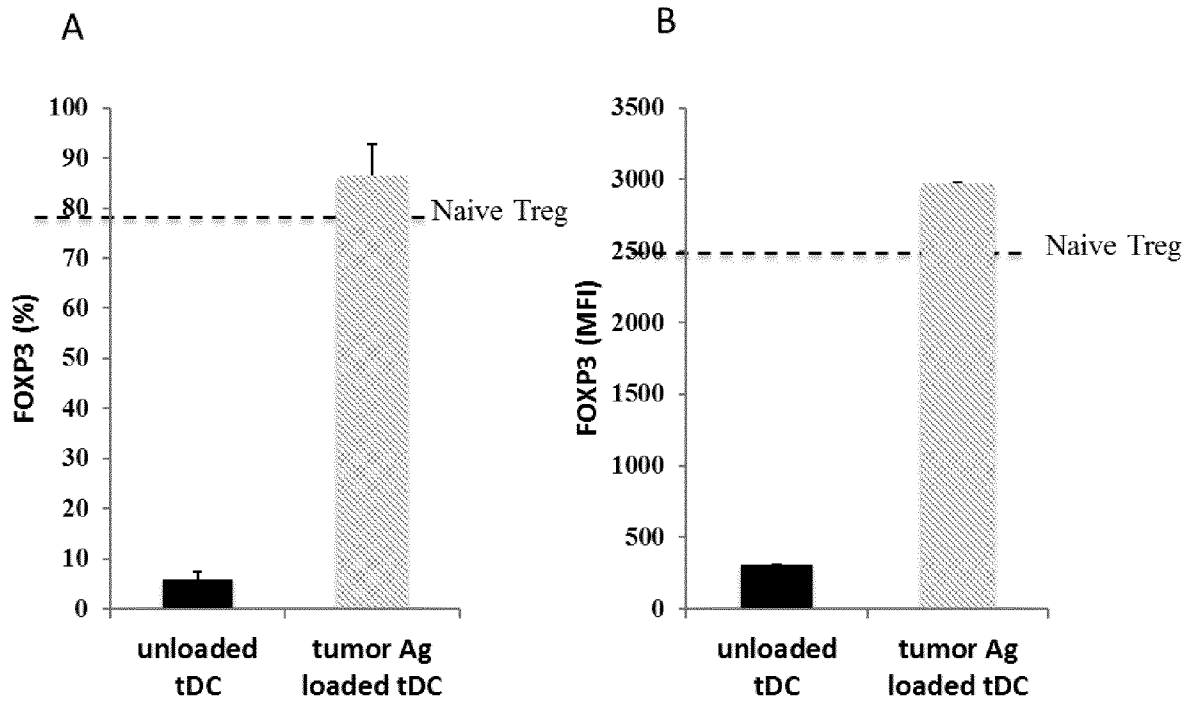 A
100
90
80
70
60
50
40
30
20
10
0
FOXP3 (%)
Naive Treg
unloaded
tDC
tumor Ag
loaded tDC
B
3500
3000
2500
2000
1500
1000
500
0
FOXP3 (MFI)
Naive Treg
unloaded
tDC
tumor Ag
loaded tDC